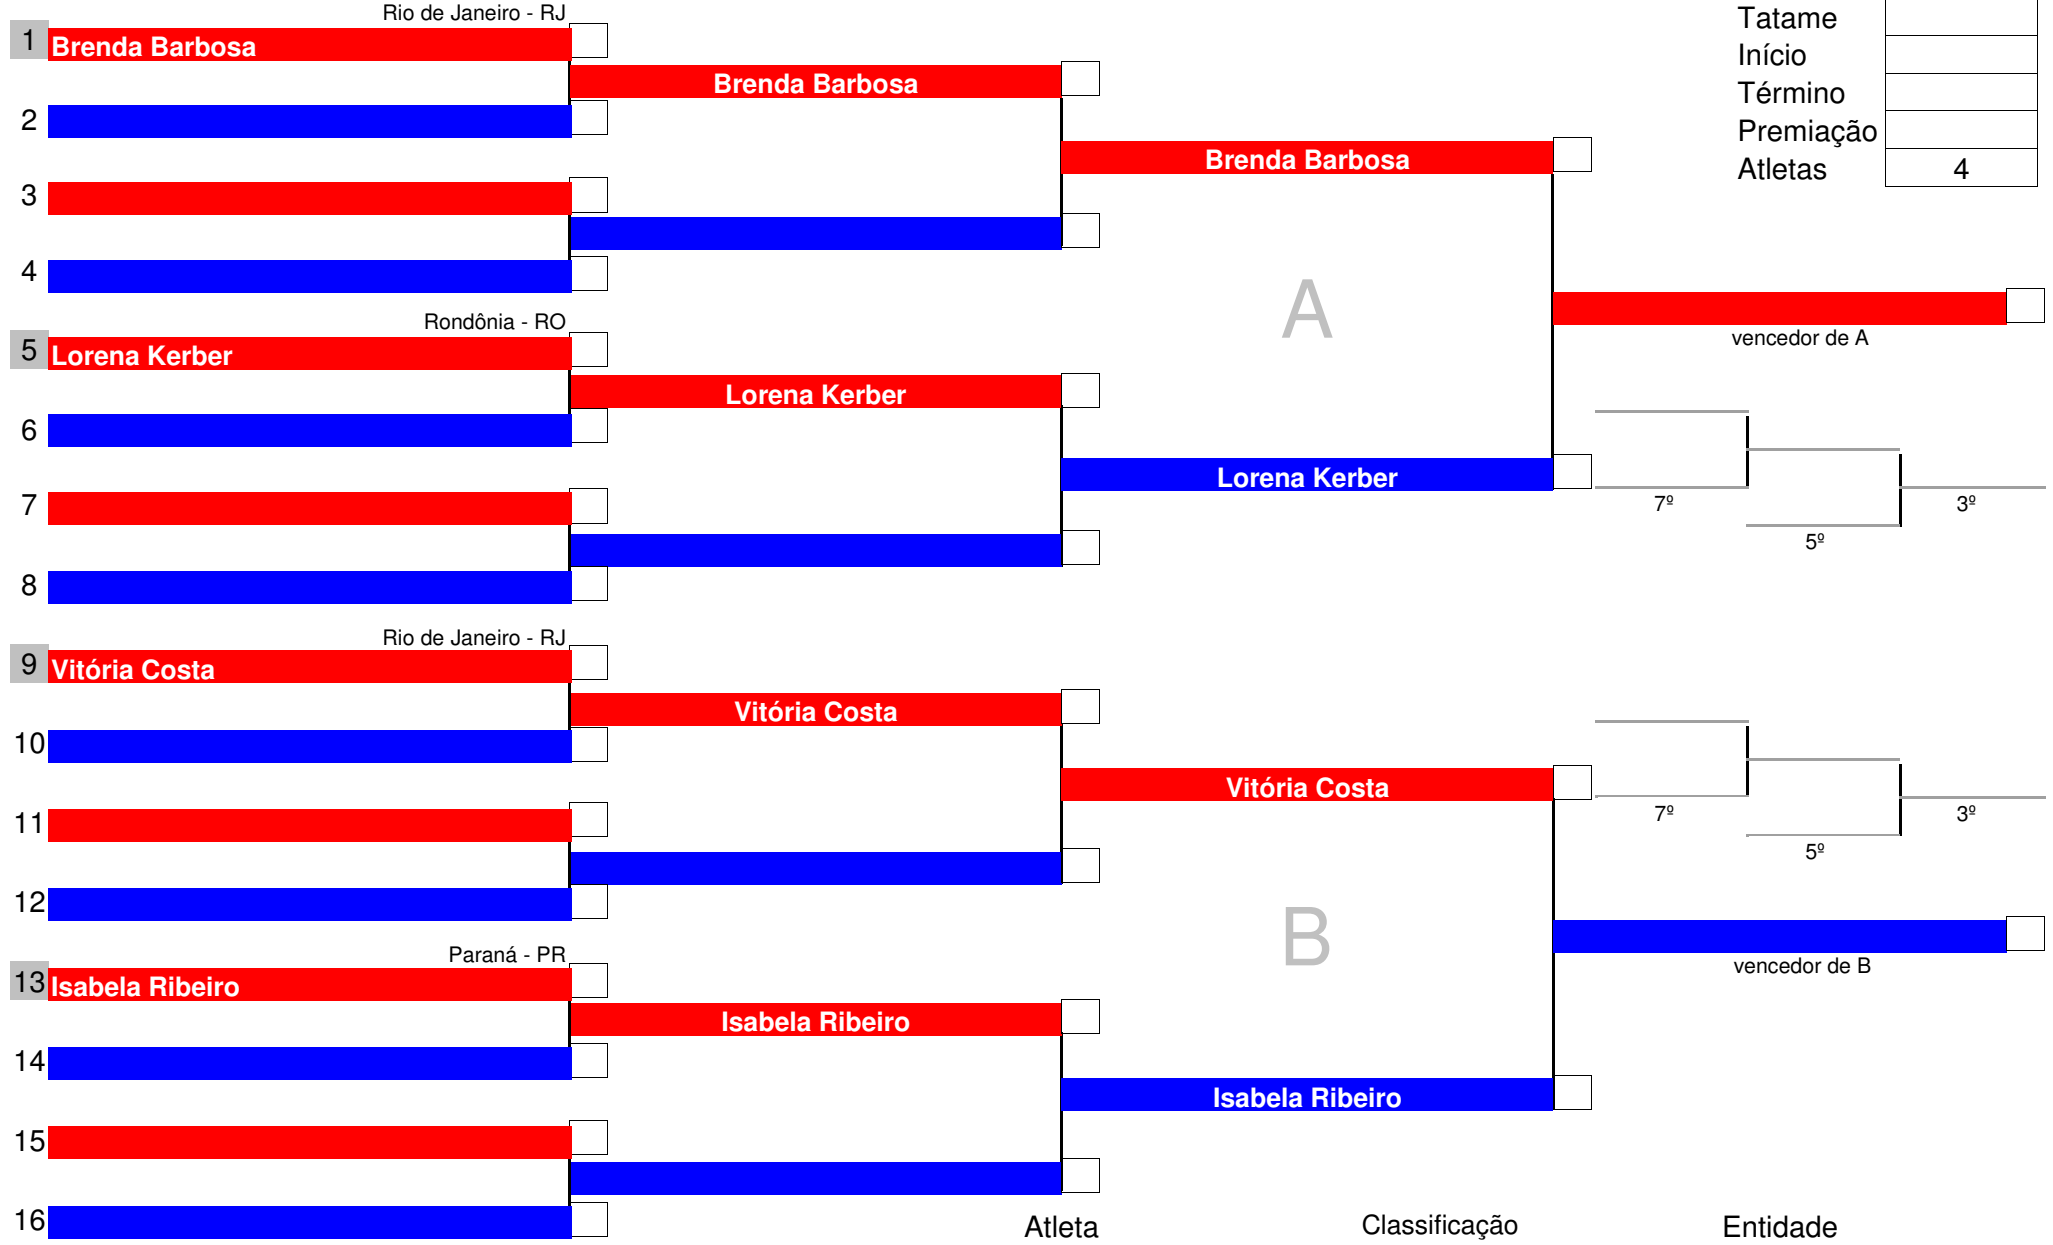 Rio de Janeiro - RJ
Tatame
1 Brenda Barbosa
Início
Brenda Barbosa
Término
2
Premiação
Brenda Barbosa
Atletas 4
3
4
A
Rondônia - RO
vencedor de A
5 Lorena Kerber
Lorena Kerber
6
Lorena Kerber
7
7º 3º
5º
8
Rio de Janeiro - RJ
9 Vitória Costa
Vitória Costa
10
Vitória Costa
11
7º 3º
5º
12
B
Paraná - PR
vencedor de B
13 Isabela Ribeiro
Isabela Ribeiro
14
Isabela Ribeiro
15
16
Atleta Classificação Entidade